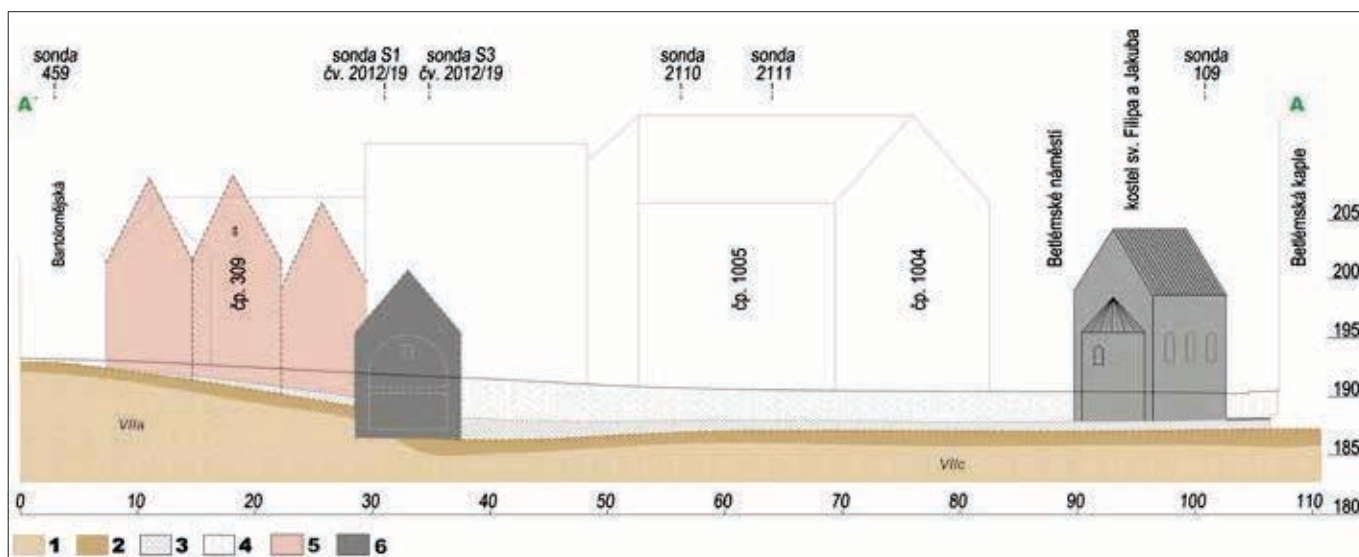 sonda
459
sonda S1
čv. 2012/19
sonda S3
čv. 2012/19
sonda
2110
sonda
2111
sonda
109
A
A
Bartolomějská
čp. 309
čp. 1005
čp. 1004
Betlémské náměstí
kostel sv. Filipa a Jakuba
Betlémská kaple
205
200
195
190
185
180
VIIa
VIIc
0 10 20 30 40 50 60 70 80 90 100 110
1 2 3 4 5 6